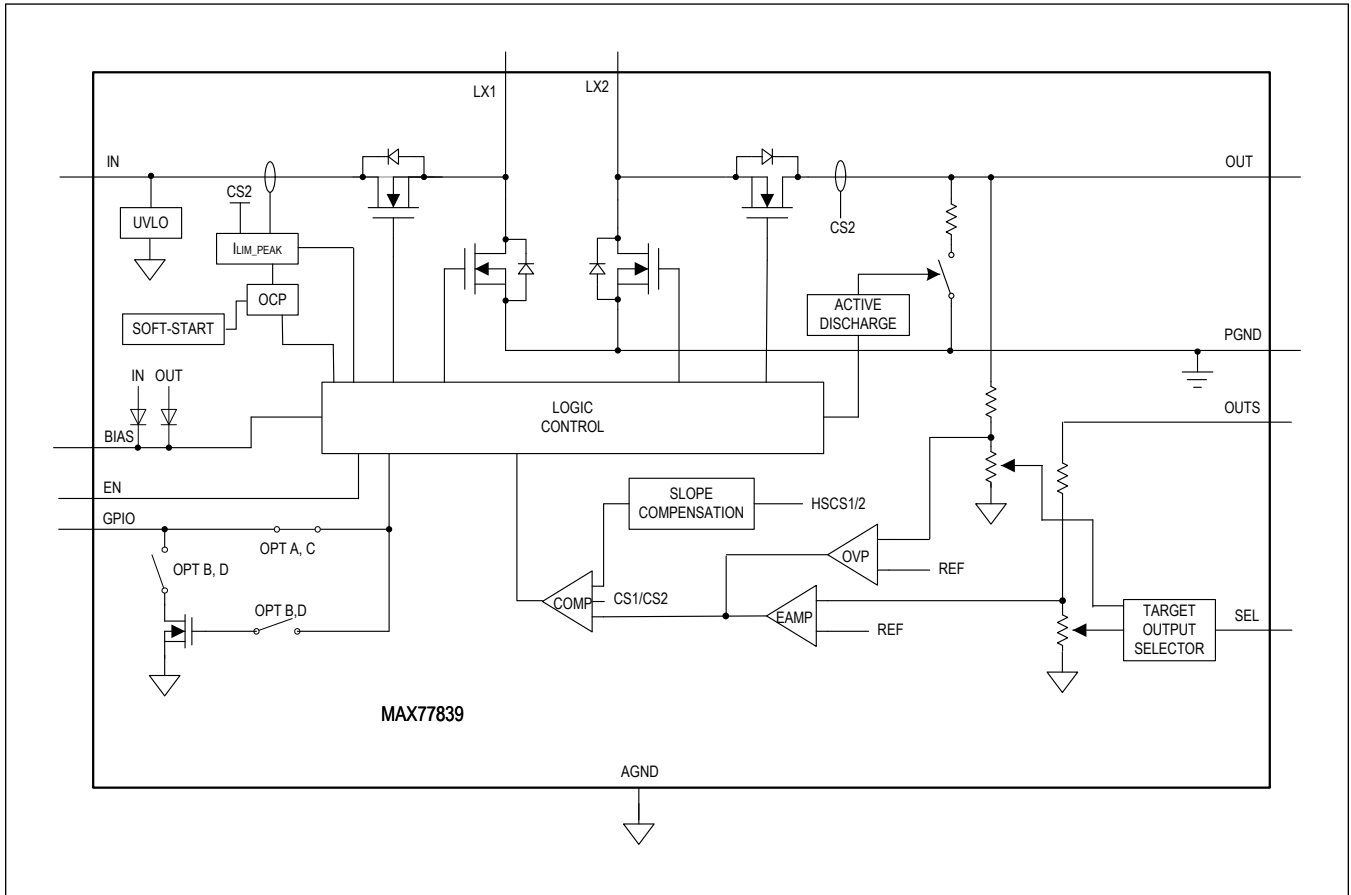 LX1
LX2
IN
OUT
CS2
UVLO
ILIM_PEAK
CS2
OCP
ACTIVE
DISCHARGE
SOFT-START
PGND
IN
OUT
LOGIC
CONTROL
OUTS
BIAS
EN
SLOPE
COMPENSATION
HSCS1/2
GPIO
OPT A, C
OPT B, D
OVP
REF
COMP
CS1/CS2
OPT B,D
EAMP
REF
TARGET
OUTPUT
SELECTOR
SEL
MAX77839
AGND